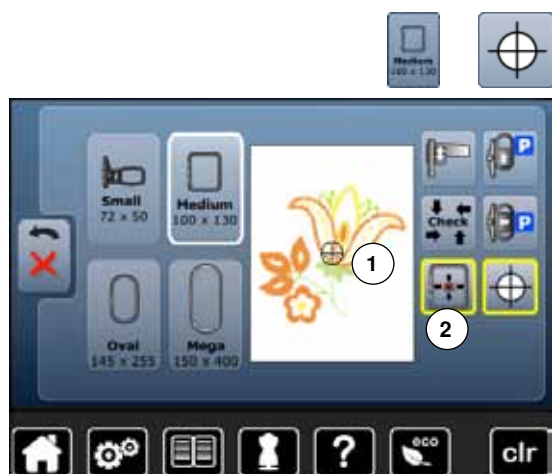 Medium
100 x 130
Small
72 x 50
Medium
100 x 130
P
Check
P
1
2
Oval
145 x 255
Mega
150 x 400
?
eco
clr